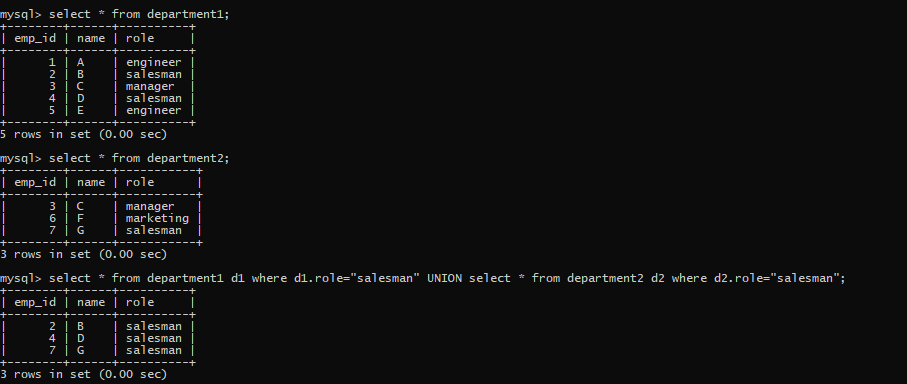 mysql> select * from department1;
+--------+------+----------+
| emp_id | name | role     |
+--------+------+----------+
|      1 | A    | engineer |
|      2 | B    | salesman |
|      3 | C    | manager  |
|      4 | D    | salesman |
|      5 | E    | engineer |
+--------+------+----------+
5 rows in set (0.00 sec)
mysql> select * from department2;
+--------+------+-----------+
| emp_id | name | role      |
+--------+------+-----------+
|      3 | C    | manager   |
|      6 | F    | marketing |
|      7 | G    | salesman  |
+--------+------+-----------+
3 rows in set (0.00 sec)
mysql> select * from department1 d1 where d1.role="salesman" UNION select * from department2 d2 where d2.role="salesman";
+--------+------+----------+
| emp_id | name | role     |
+--------+------+----------+
|      2 | B    | salesman |
|      4 | D    | salesman |
|      7 | G    | salesman |
+--------+------+----------+
3 rows in set (0.00 sec)